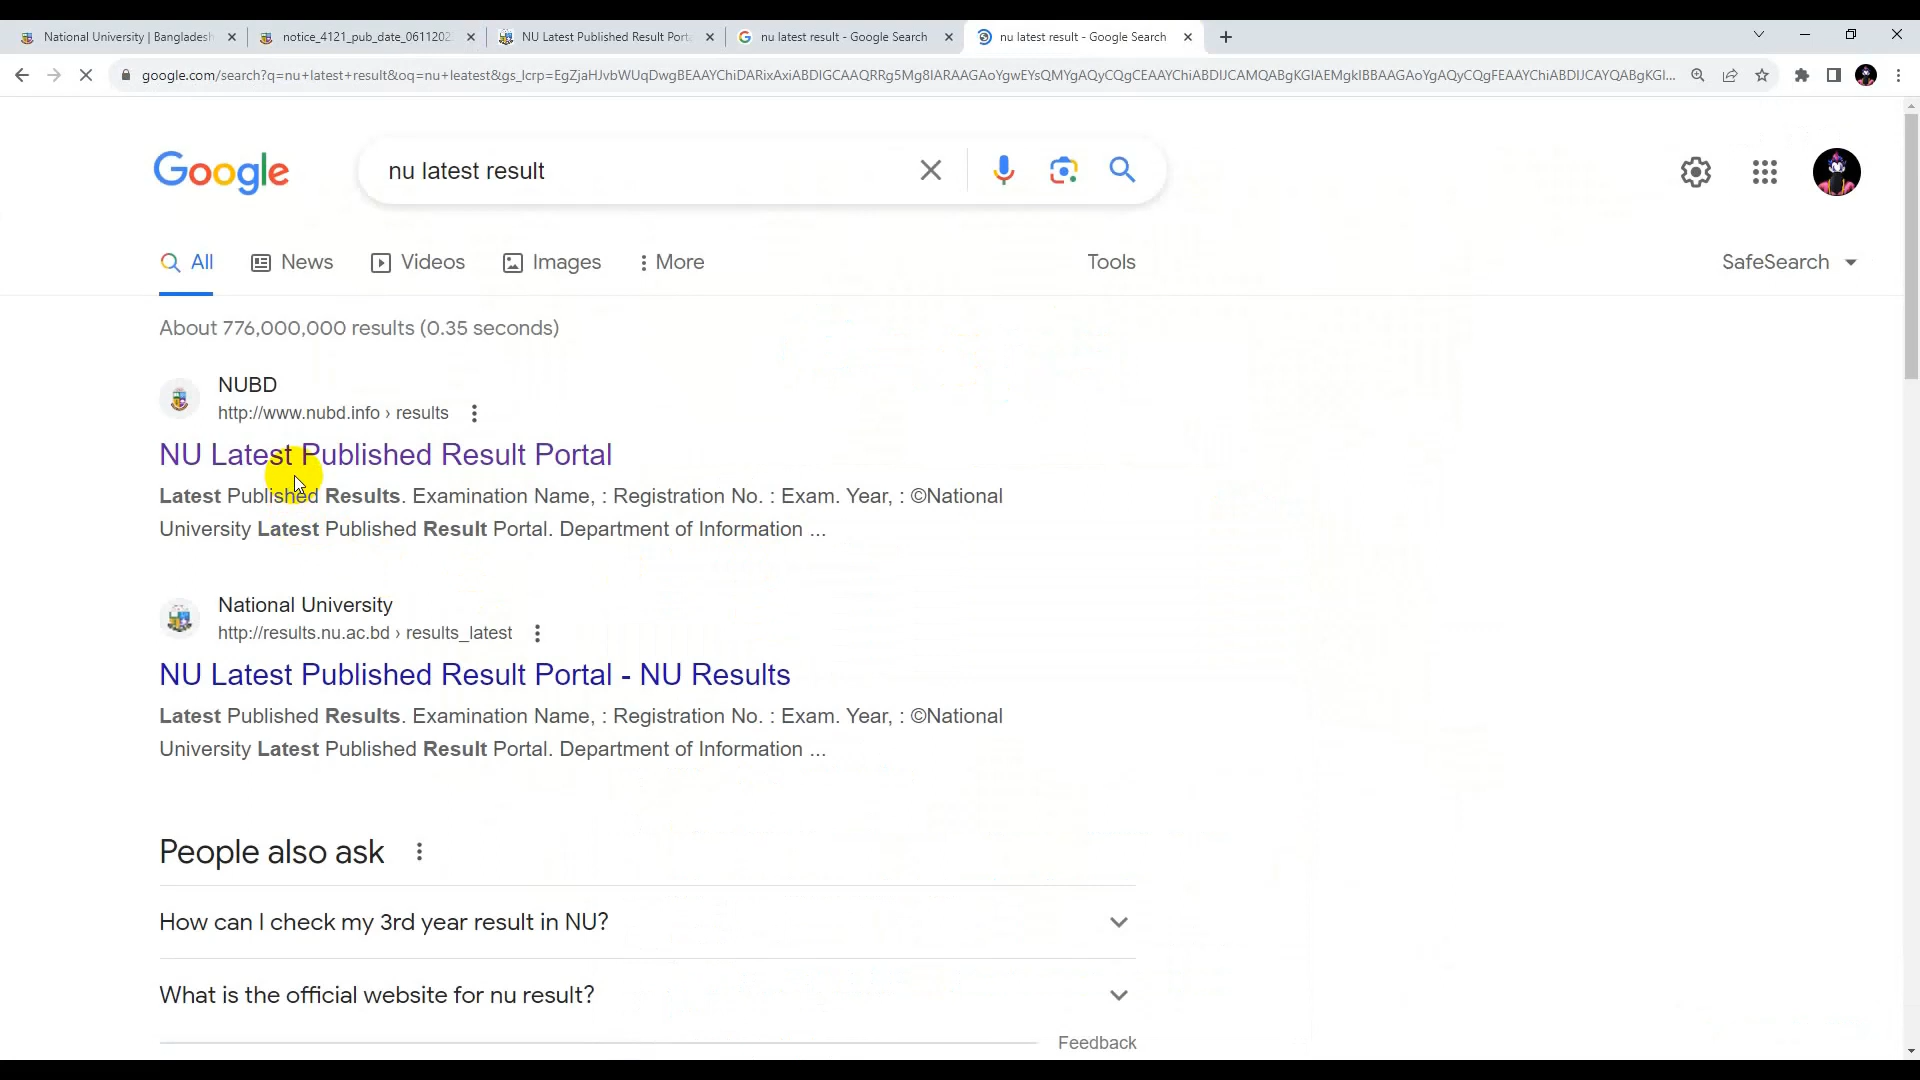 National University | Bangladesh
notice_4121_pub_date_061120
NU Latest Published Result Port
nu latest result - Google Search
nu latest result - Google Search
google.com/search?q=nu+latest+result&oq=nu+leatest&gs_lcrp=
Google
nu latest result
All
News
Videos
Images
More
Tools
SafeSearch
About 776,000,000 results (0.35 seconds)
NUBD
http://www.nubd.info › results
NU Latest Published Result Portal
Latest Published Results. Examination Name, : Registration No. : Exam. Year, : ©National
University Latest Published Result Portal. Department of Information ...
National University
http://results.nu.ac.bd › results_latest
NU Latest Published Result Portal - NU Results
Latest Published Results. Examination Name, : Registration No. : Exam. Year, : ©National
University Latest Published Result Portal. Department of Information ...
People also ask
How can I check my 3rd year result in NU?
What is the official website for nu result?
Feedback